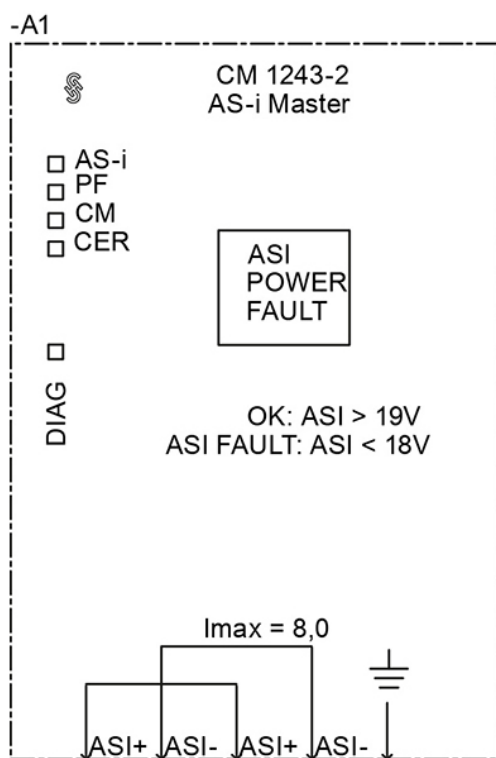 -A1
CM 1243-2
AS-i Master
AS-i
PF
CM
CER
ASI
POWER
FAULT
DIAG
OK: ASI > 19V
ASI FAULT: ASI < 18V
Imax = 8,0
ASI+ ASI- ASI+ ASI-